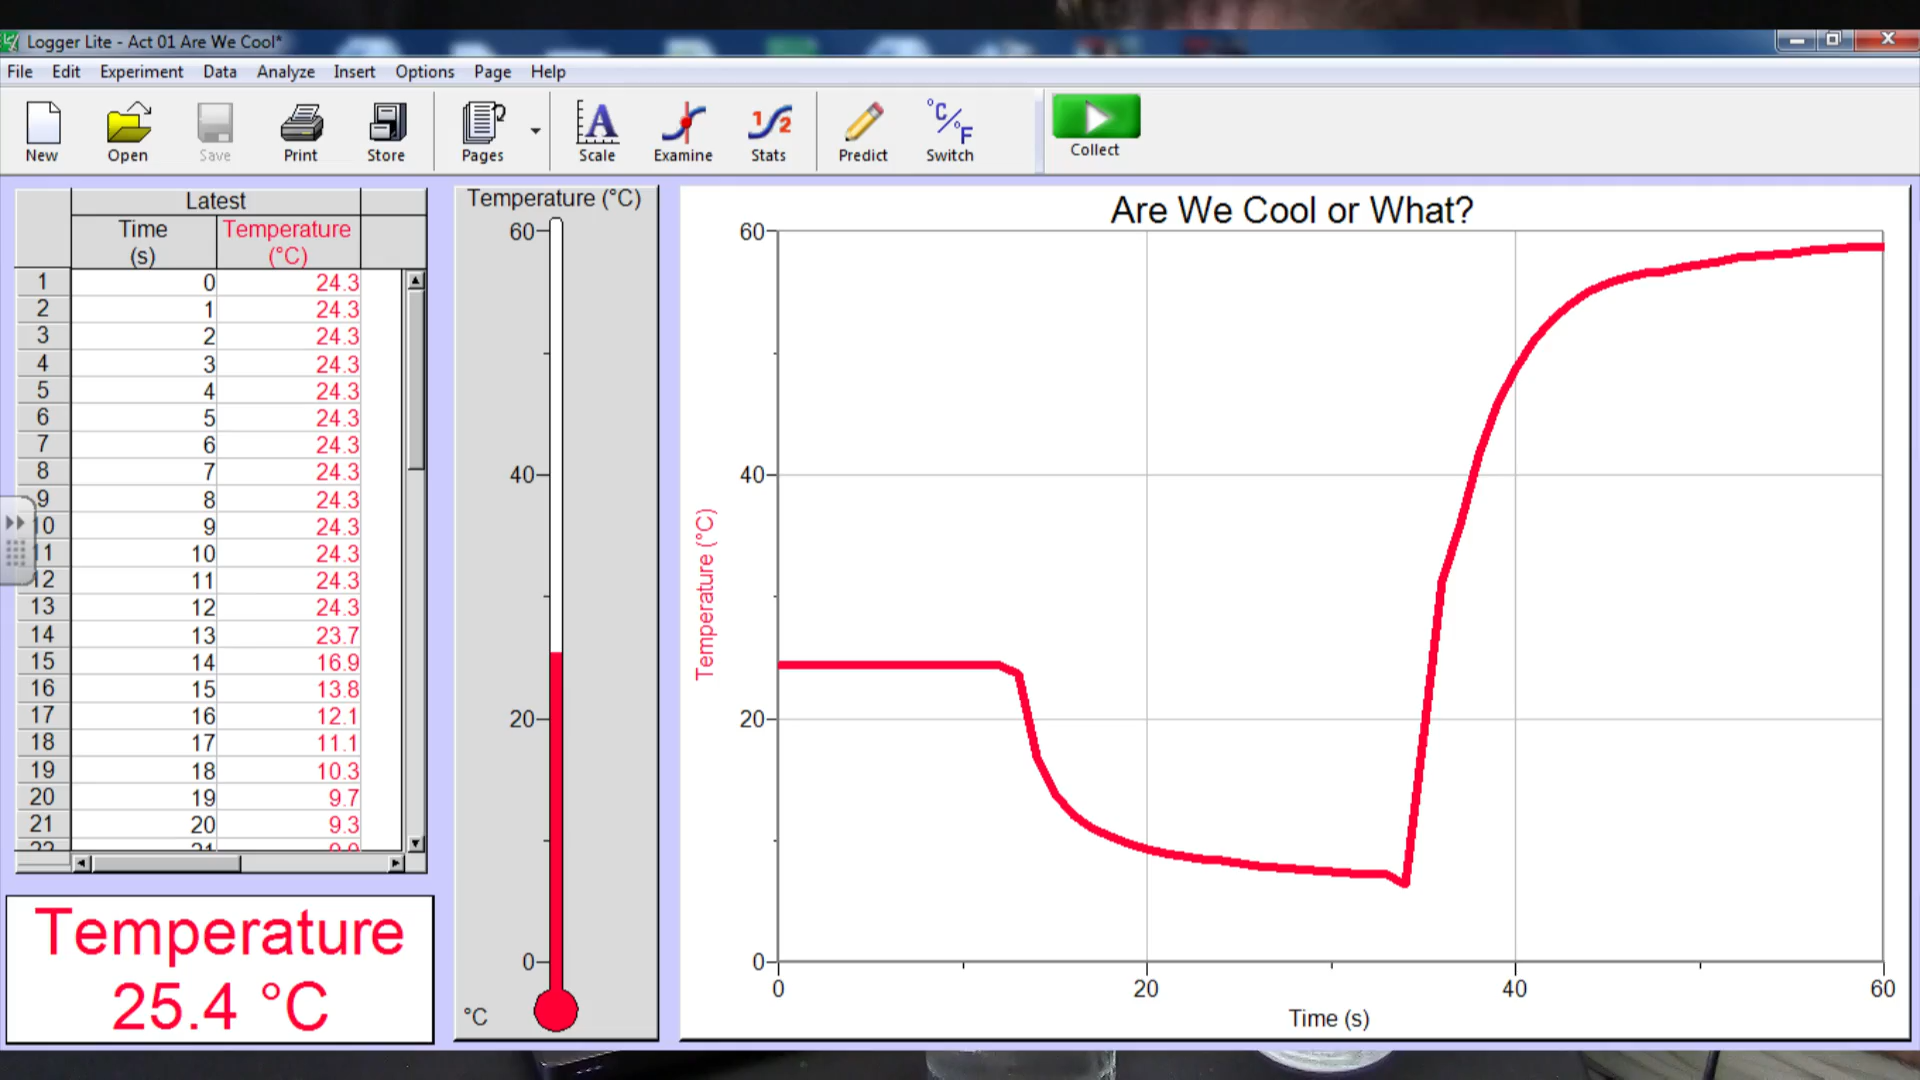 Logger Lite - Act 01 Are We Cool*
File Edit Experiment Data Analyze Insert Options Page Help
New Open Save Print Store Pages Scale Examine Stats Predict Switch Collect
Latest
Time (s) Temperature (°C)
1 0 24.3
2 1 24.3
3 2 24.3
4 3 24.3
5 4 24.3
6 5 24.3
7 6 24.3
8 7 24.3
9 8 24.3
10 9 24.3
11 10 24.3
12 11 24.3
13 12 24.3
14 13 23.7
15 14 16.9
16 15 13.8
17 16 12.1
18 17 11.1
19 18 10.3
20 19 9.7
21 20 9.3
Temperature
25.4 °C
Temperature (°C)
60
40
20
0
°C
Are We Cool or What?
Temperature (°C)
60
40
20
0
0 20 40 60
Time (s)